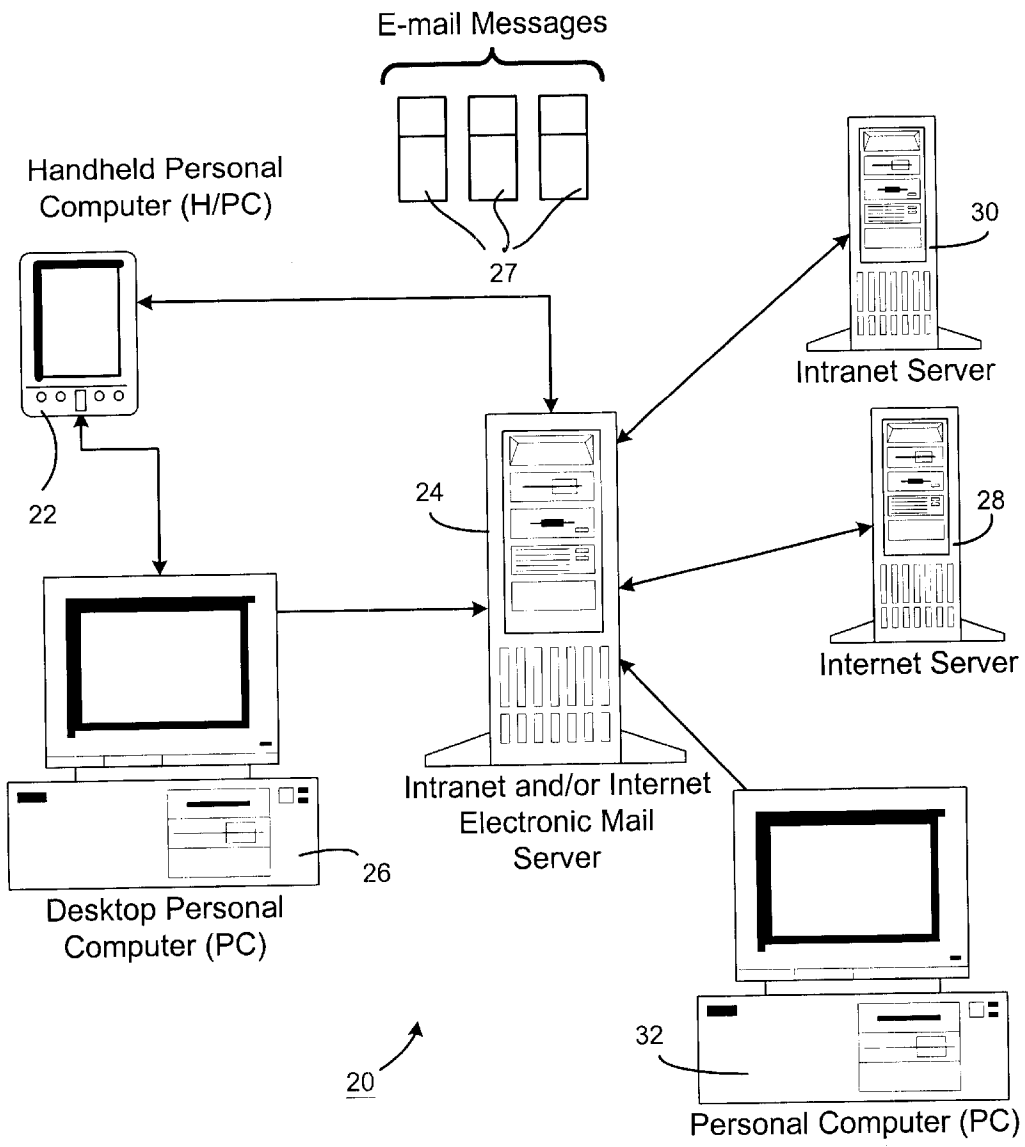 E-mail Messages
27
Handheld Personal
Computer (H/PC)
22
30
Intranet Server
24
28
Internet Server
Intranet and/or Internet
Electronic Mail
Server
26
Desktop Personal
Computer (PC)
32
20
Personal Computer (PC)